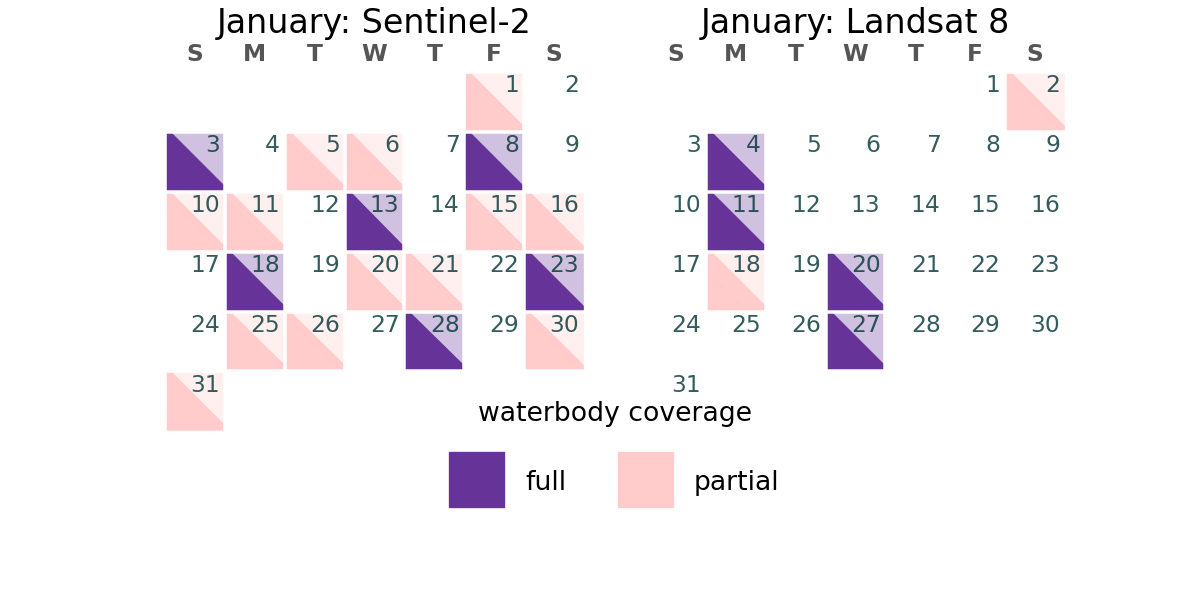 January: Sentinel-2
S M T W T F S
1 2
3 4 5 6 7 8 9
10 11 12 13 14 15 16
17 18 19 20 21 22 23
24 25 26 27 28 29 30
31
January: Landsat 8
S M T W T F S
1 2
3 4 5 6 7 8 9
10 11 12 13 14 15 16
17 18 19 20 21 22 23
24 25 26 27 28 29 30
31
waterbody coverage
full partial